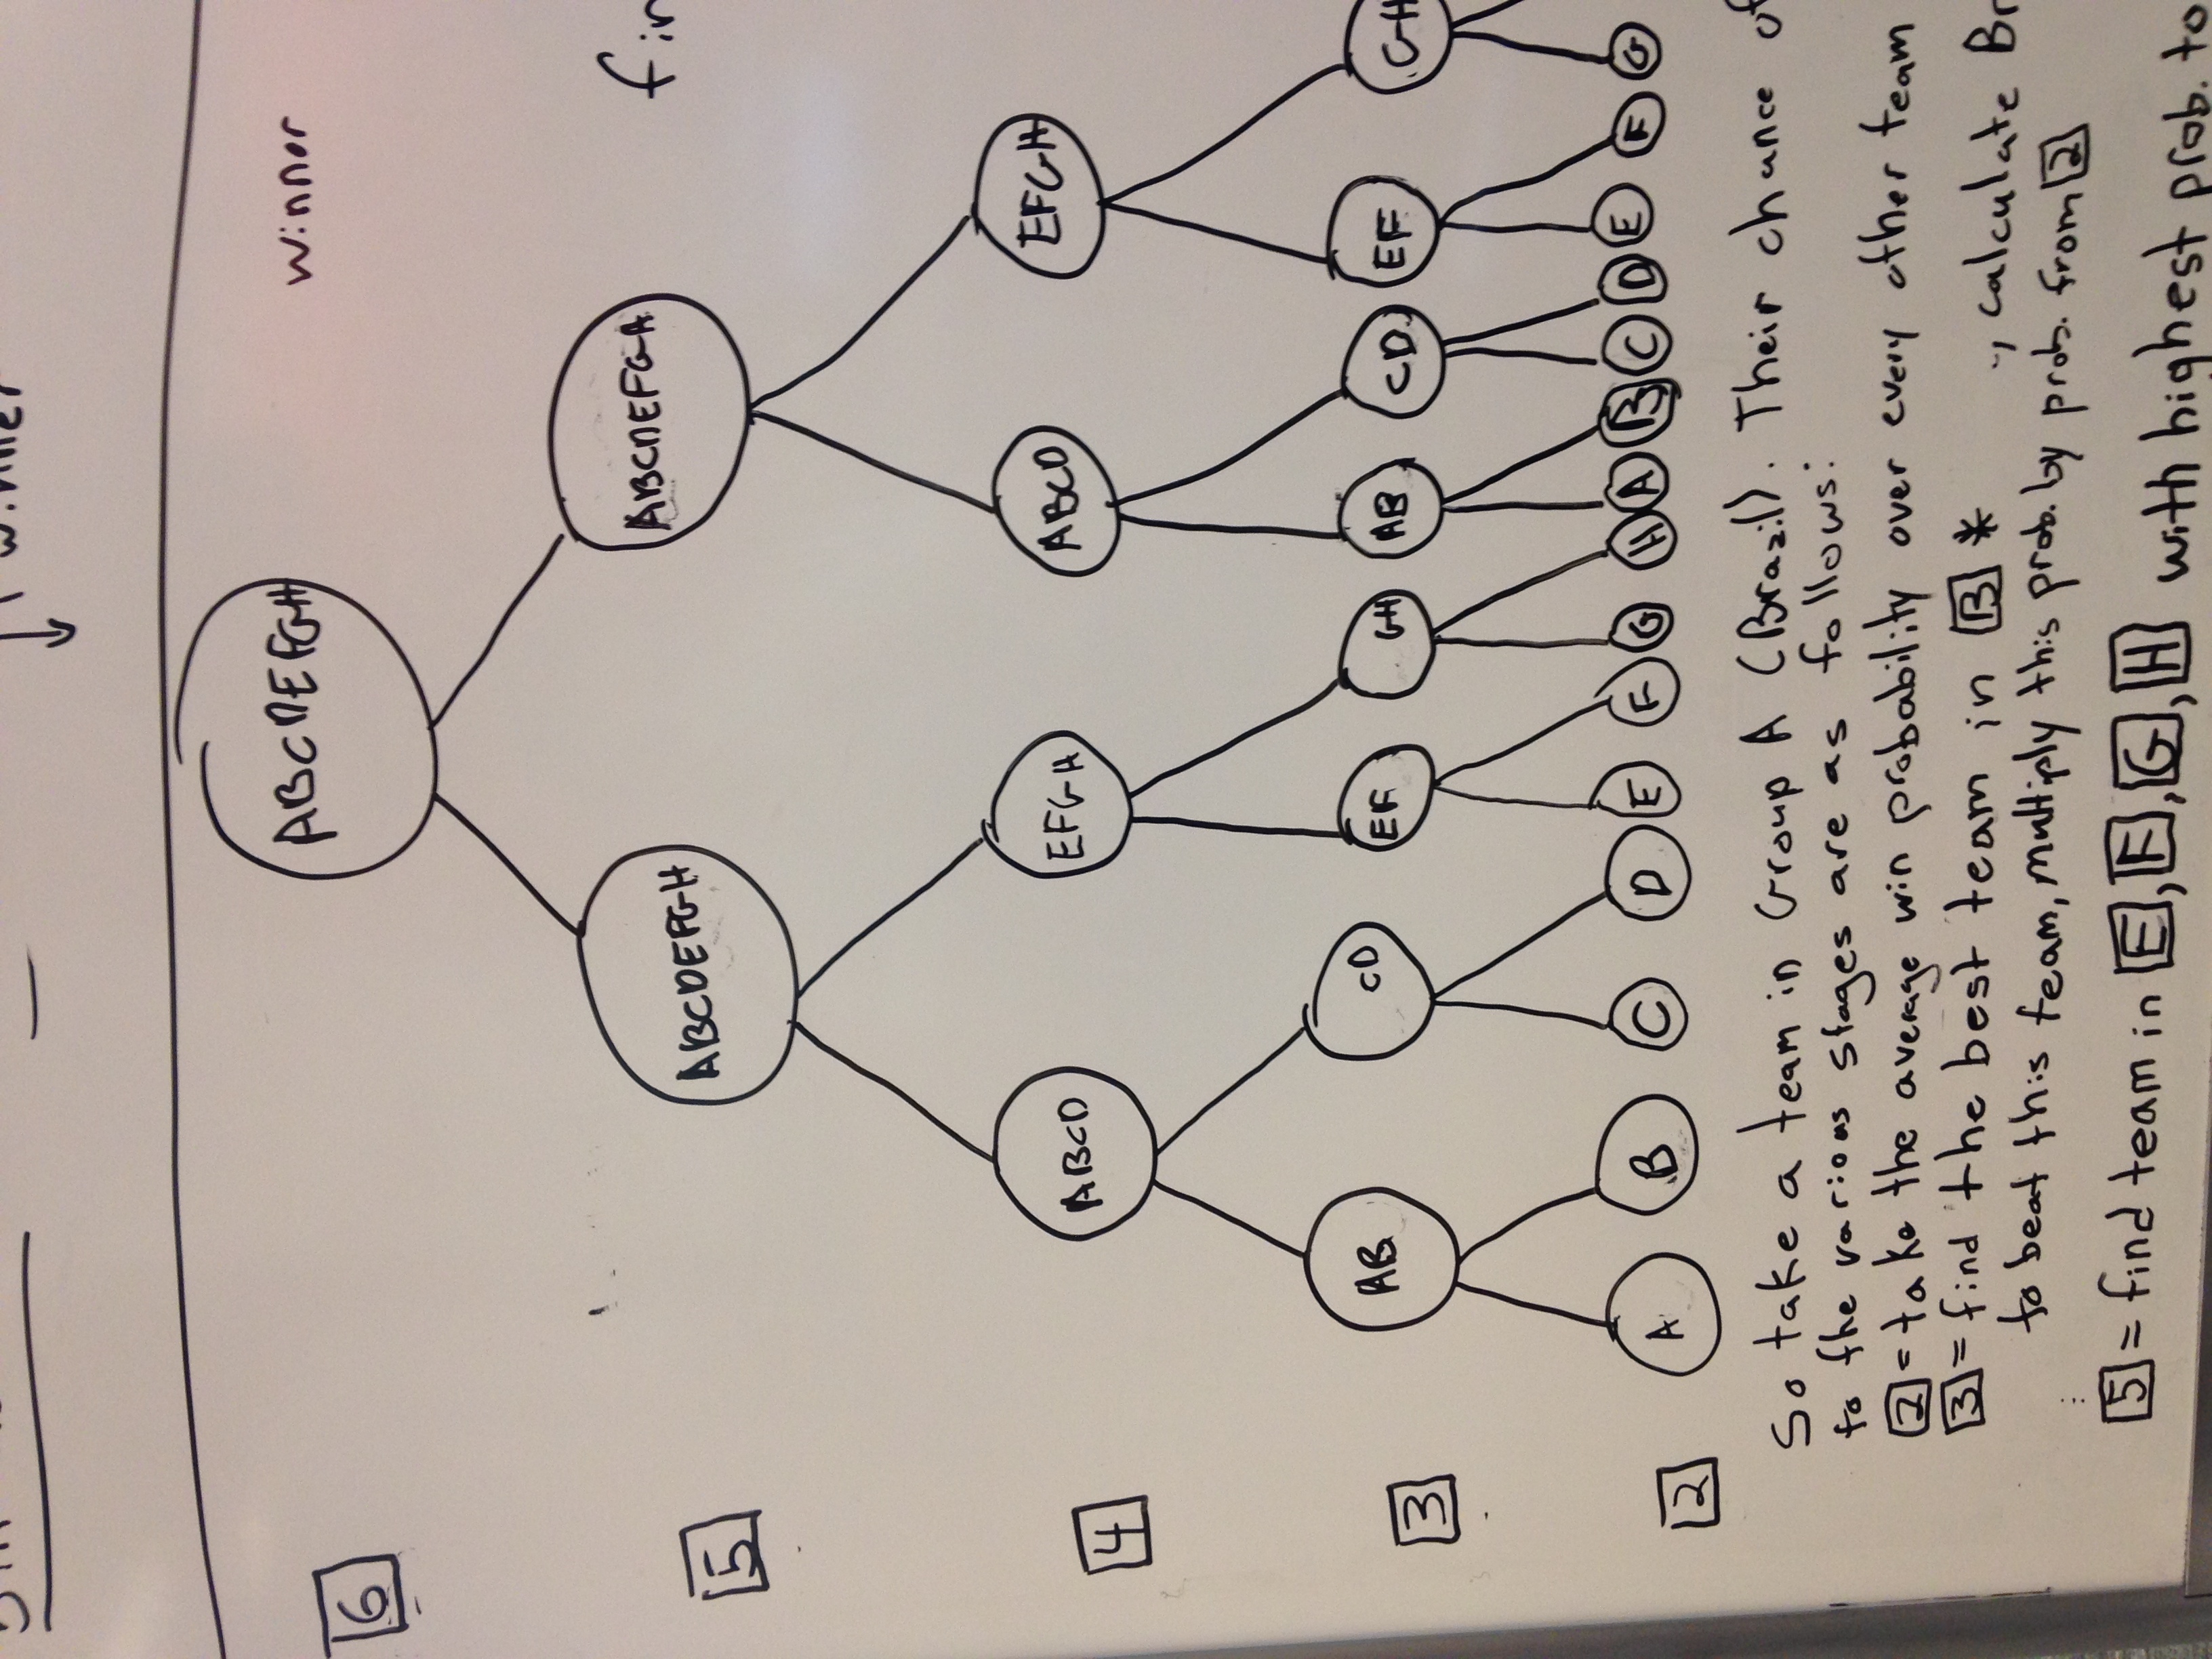 winner
ABCDEFGH
winnor
6
ABCDEFGH
ABCDEFGH
5
ABCD
EFGH
ABCD
EFGH
4
AB
CD
EF
GH
AB
CD
EF
GH
3
A
B
C
D
E
F
G
H
A
B
C
D
E
F
G
2
So take a team in Group A (Brazil). Their chance of
to the various stages are as follows:
2 = take the average win probability over every other team
3 = find the best team in B * , calculate Br
to beat this team, multiply this prob. by prob. from 2
⋮
5 = find team in E, F, G, H with highest prob. to